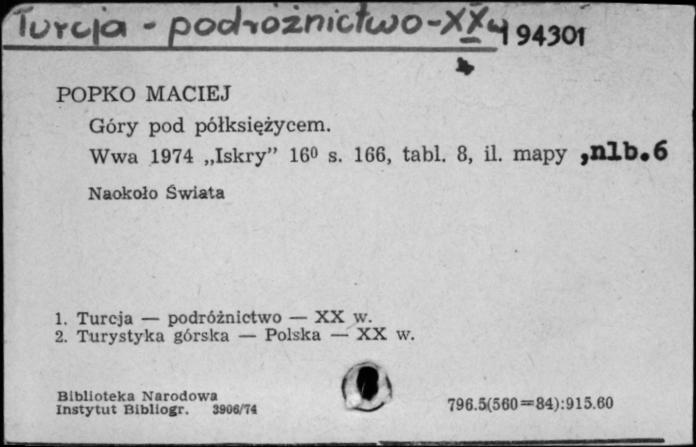 Turcja - podróżnictwo - XX w
194301
POPKO MACIEJ
Góry pod półksiężycem.
Wwa 1974 „Iskry” 16⁰ s. 166, tabl. 8, il. mapy ,nlb.6
Naokoło Świata
1. Turcja — podróżnictwo — XX w.
2. Turystyka górska — Polska — XX w.
Biblioteka Narodowa
Instytut Bibliogr. 3906/74
796.5(560=84):915.60